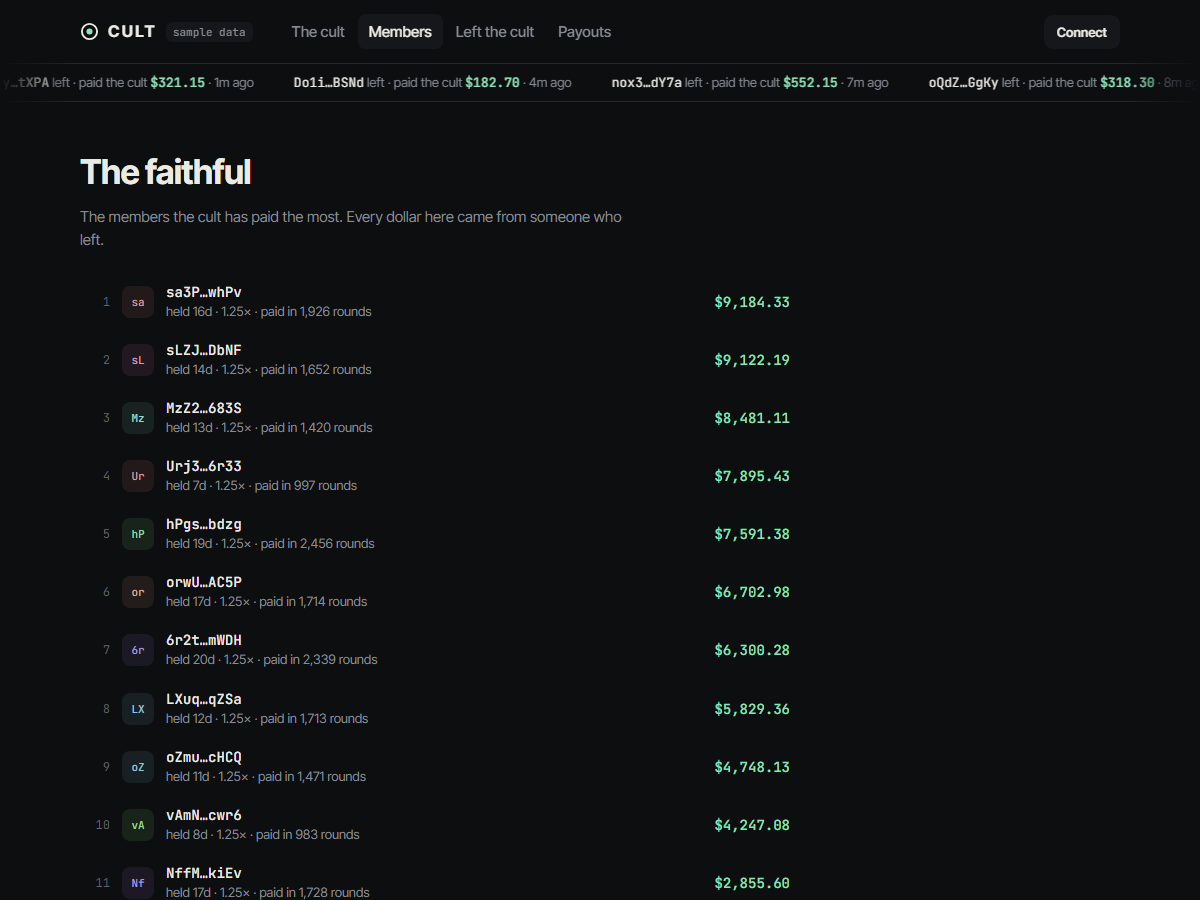 CULT sample data The cult Members Left the cult Payouts Connect
y…tXPA left · paid the cult $321.15 · 1m ago Do1i…BSNd left · paid the cult $182.70 · 4m ago nox3…dY7a left · paid the cult $552.15 · 7m ago oQdZ…GgKy left · paid the cult $318.30 · 8m ago
The faithful
The members the cult has paid the most. Every dollar here came from someone who
left.
1 sa sa3P…whPv $9,184.33
held 16d · 1.25× · paid in 1,926 rounds
2 sL sLZJ…DbNF $9,122.19
held 14d · 1.25× · paid in 1,652 rounds
3 Mz MzZ2…683S $8,481.11
held 13d · 1.25× · paid in 1,420 rounds
4 Ur Urj3…6r33 $7,895.43
held 7d · 1.25× · paid in 997 rounds
5 hP hPgs…bdzg $7,591.38
held 19d · 1.25× · paid in 2,456 rounds
6 or orwU…AC5P $6,702.98
held 17d · 1.25× · paid in 1,714 rounds
7 6r 6r2t…mWDH $6,300.28
held 20d · 1.25× · paid in 2,339 rounds
8 LX LXuq…qZSa $5,829.36
held 12d · 1.25× · paid in 1,713 rounds
9 oZ oZmu…cHCQ $4,748.13
held 11d · 1.25× · paid in 1,471 rounds
10 vA vAmN…cwr6 $4,247.08
held 8d · 1.25× · paid in 983 rounds
11 Nf NffM…kiEv $2,855.60
held 17d · 1.25× · paid in 1,728 rounds